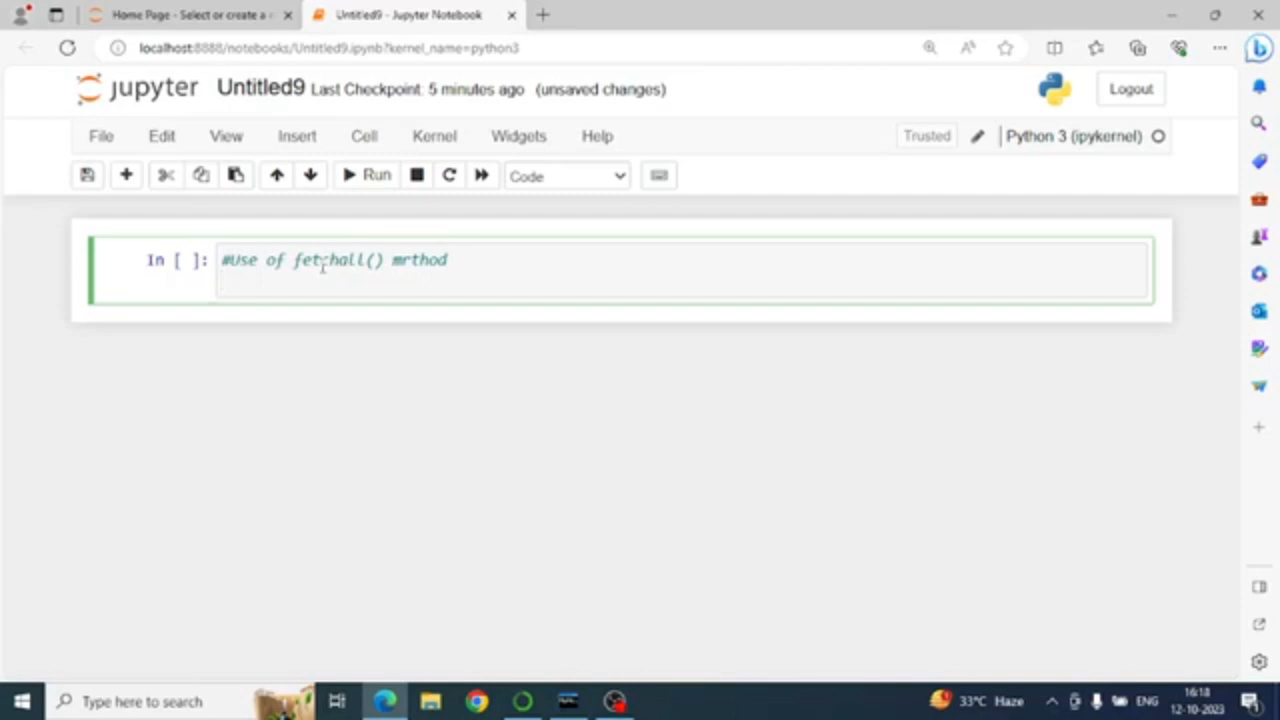 Home Page - Select or create a n
Untitled9 - Jupyter Notebook
localhost:8888/notebooks/Untitled9.ipynb?kernel_name=python3
jupyter Untitled9 Last Checkpoint: 5 minutes ago (unsaved changes)
Logout
File Edit View Insert Cell Kernel Widgets Help
Trusted
Python 3 (ipykernel)
Run
Code
In [ ]: #Use of fetchall() mrthod
Type here to search
33°C Haze
ENG
16:18
12-10-2023